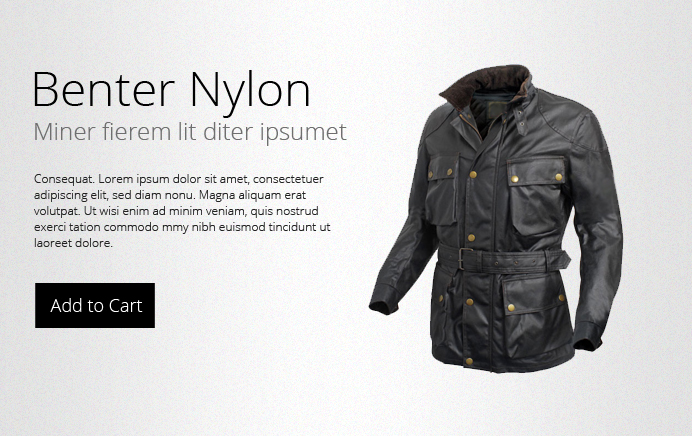 Benter Nylon
Miner fierem lit diter ipsumet
Consequat. Lorem ipsum dolor sit amet, consectetuer
adipiscing elit, sed diam nonu. Magna aliquam erat
volutpat. Ut wisi enim ad minim veniam, quis nostrud
exerci tation commodo mmy nibh euismod tincidunt ut
laoreet dolore.
Add to Cart